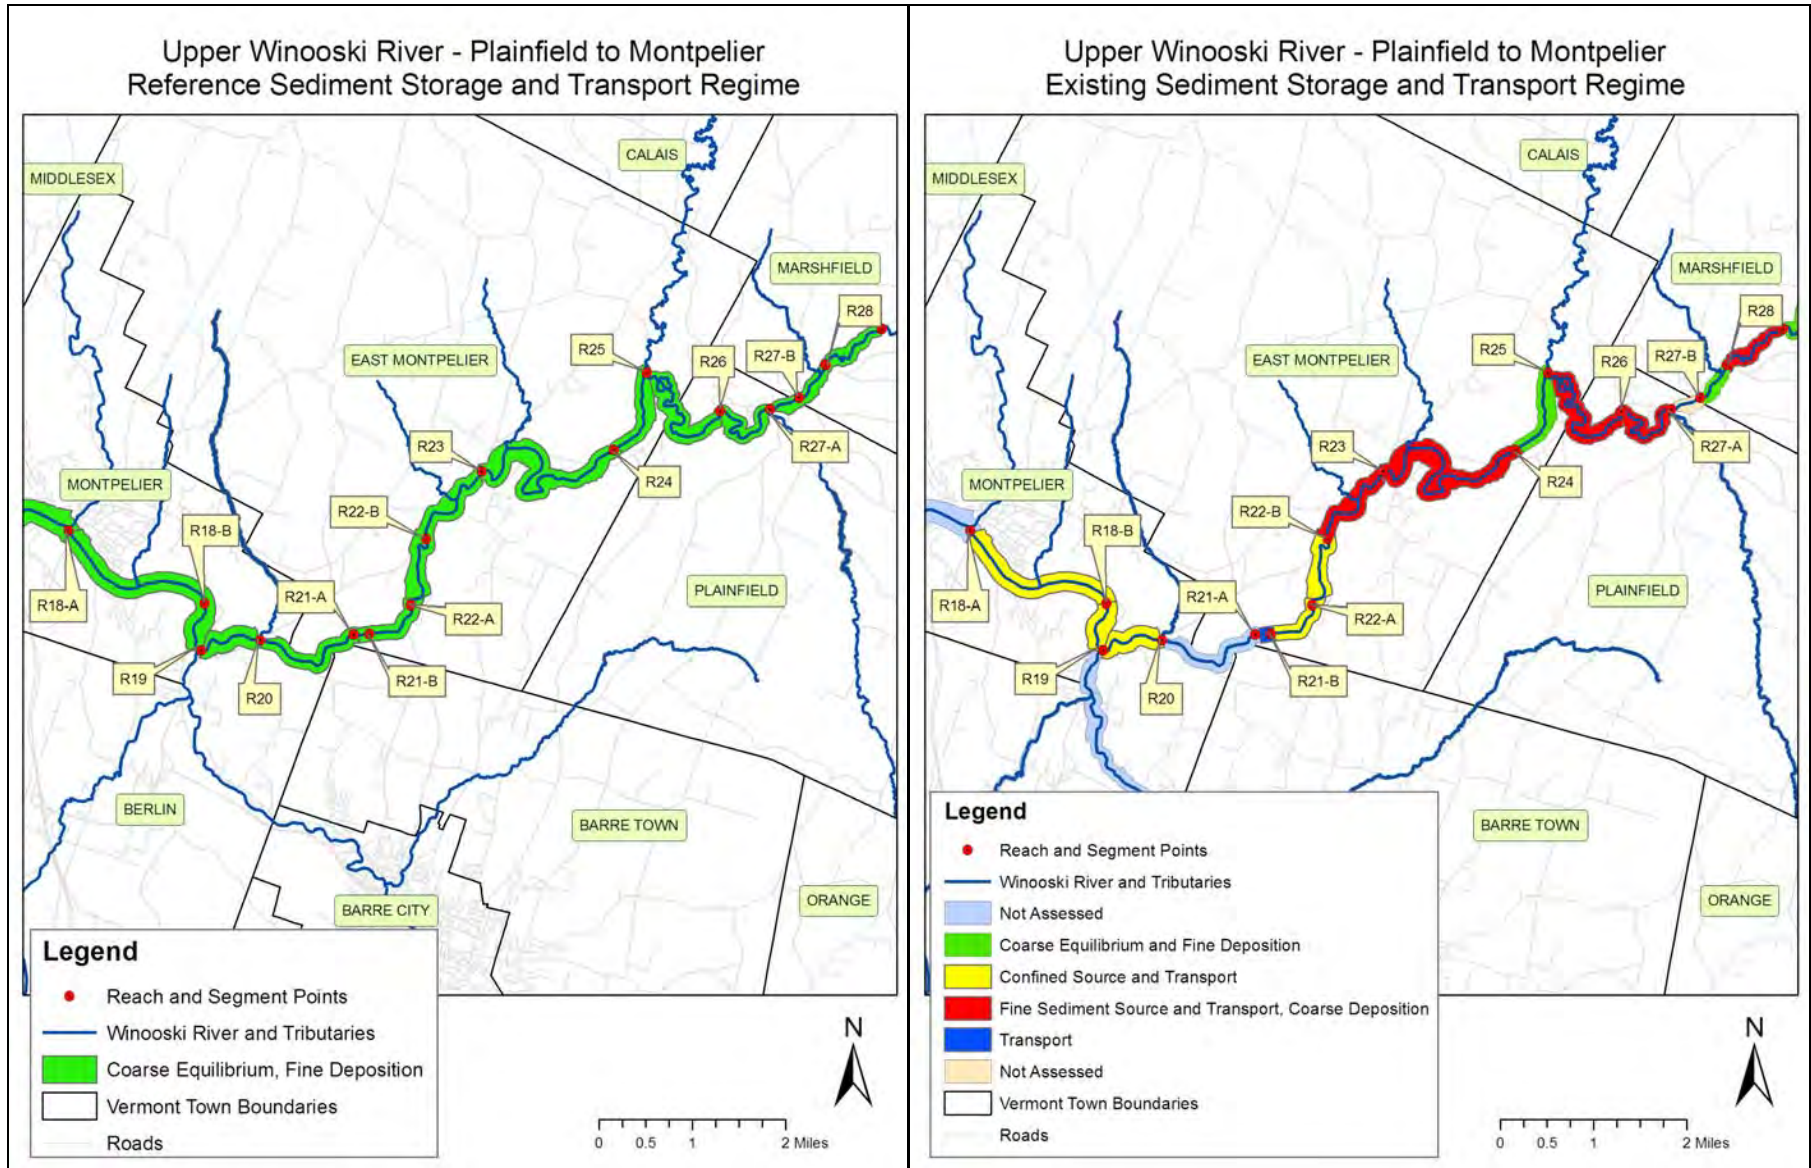 Upper Winooski River - Plainfield to Montpelier
Reference Sediment Storage and Transport Regime
CALAIS
MIDDLESEX
MARSHFIELD
R28
R25
EAST MONTPELIER
R26
R27-B
R23
R27-A
R24
MONTPELIER
R22-B
R18-B
PLAINFIELD
R21-A
R18-A
R22-A
R19
R20
R21-B
BERLIN
BARRE TOWN
BARRE CITY
ORANGE
Legend
Reach and Segment Points
Winooski River and Tributaries
Coarse Equilibrium, Fine Deposition
Vermont Town Boundaries
Roads
N
0 0.5 1 2 Miles
Upper Winooski River - Plainfield to Montpelier
Existing Sediment Storage and Transport Regime
CALAIS
MIDDLESEX
MARSHFIELD
R28
R25
EAST MONTPELIER
R26
R27-B
R23
R27-A
R24
MONTPELIER
R22-B
R18-B
PLAINFIELD
R21-A
R18-A
R22-A
R19
R20
R21-B
BARRE TOWN
ORANGE
Legend
Reach and Segment Points
Winooski River and Tributaries
Not Assessed
Coarse Equilibrium and Fine Deposition
Confined Source and Transport
Fine Sediment Source and Transport, Coarse Deposition
Transport
Not Assessed
Vermont Town Boundaries
Roads
N
0 0.5 1 2 Miles